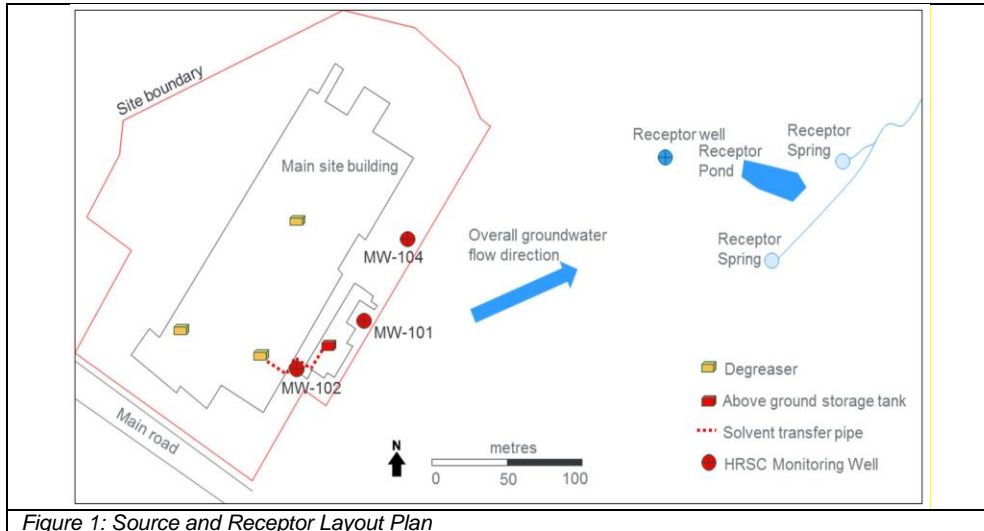 Site boundary
Main site building
Receptor well
Receptor
Pond
Receptor
Spring
Overall groundwater
flow direction
MW-104
Receptor
Spring
MW-101
MW-102
Main road
Degreaser
Above ground storage tank
Solvent transfer pipe
HRSC Monitoring Well
N
metres
0 50 100
Figure 1: Source and Receptor Layout Plan